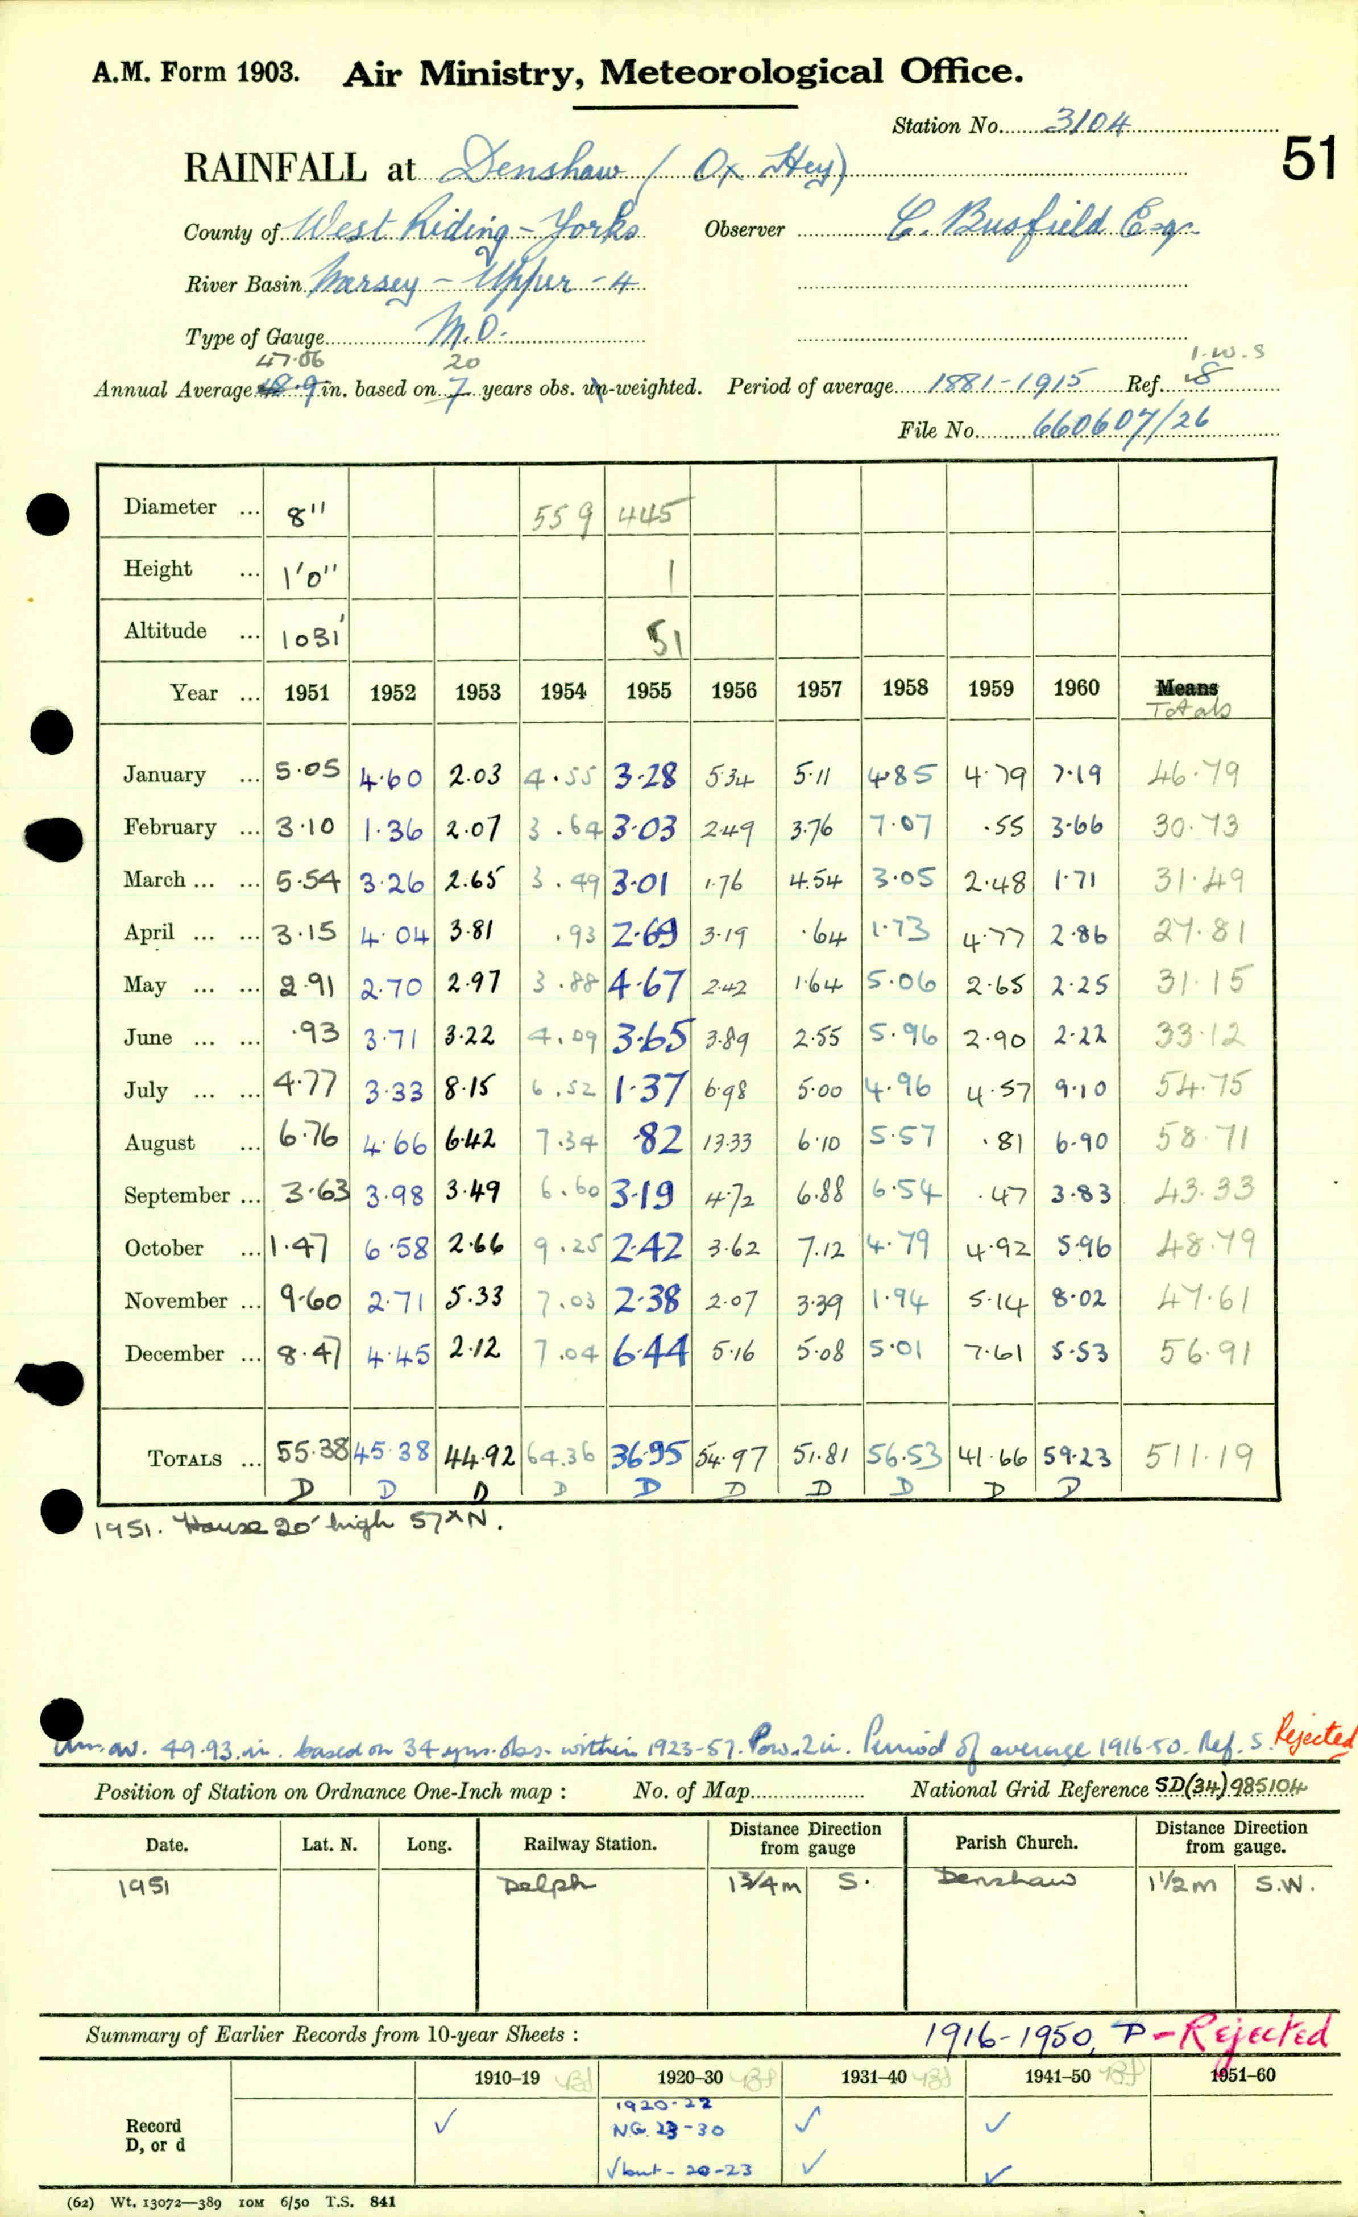 A.M. Form 1903. Air Ministry, Meteorological Office.
Station No. 3104
51
RAINFALL at Denshaw ( Ox Hey)
County of West Riding - Yorks Observer C. Busfield Esq.
River Basin Mersey - Upper - 4
Type of Gauge M.O.
47.06 20 I.W.S
Annual Average 48.9 in. based on 7 years obs. un-weighted. Period of average 1881-1915 Ref. S
File No. 660607/26
Diameter ... 8" 559 445
Height ... 1'0" 1
Altitude ... 1031' 51
Year ... 1951 1952 1953 1954 1955 1956 1957 1958 1959 1960 Means
Totals
January ... 5.05 4.60 2.03 4.55 3.28 5.34 5.11 4.85 4.79 7.19 46.79
February ... 3.10 1.36 2.07 3.64 3.03 2.49 3.76 7.07 .55 3.66 30.73
March ... ... 5.54 3.26 2.65 3.49 3.01 1.76 4.54 3.05 2.48 1.71 31.49
April ... ... 3.15 4.04 3.81 .93 2.69 3.19 .64 1.73 4.77 2.86 27.81
May ... ... 2.91 2.70 2.97 3.88 4.67 2.42 1.64 5.06 2.65 2.25 31.15
June ... ... .93 3.71 3.22 4.09 3.65 3.89 2.55 5.96 2.90 2.22 33.12
July ... ... 4.77 3.33 8.15 6.52 1.37 6.98 5.00 4.96 4.57 9.10 54.75
August ... 6.76 4.66 6.42 7.34 .82 13.33 6.10 5.57 .81 6.90 58.71
September ... 3.63 3.98 3.49 6.60 3.19 4.72 6.88 6.54 .47 3.83 43.33
October ... 1.47 6.58 2.66 9.25 2.42 3.62 7.12 4.79 4.92 5.96 48.79
November ... 9.60 2.71 5.33 7.03 2.38 2.07 3.39 1.94 5.14 8.02 47.61
December ... 8.47 4.45 2.12 7.04 6.44 5.16 5.08 5.01 7.61 5.53 56.91
TOTALS ... 55.38 45.38 44.92 64.36 36.95 54.97 51.81 56.53 41.66 59.23 511.19
D D D D D D D D D D
1951. House 20' high 57× N.
Ann. av. 49.93 in. based on 34 yrs. obs. within 1923-57. Pow. 2 in. Period of average 1916-50. Ref. S. Rejected
Position of Station on Ordnance One-Inch map : No. of Map National Grid Reference SD(34)985104
Date. Lat. N. Long. Railway Station. Distance Direction from gauge Parish Church. Distance Direction from gauge.
1951 Delph 1 3/4 m S. Denshaw 1 1/2 m S.W.
Summary of Earlier Records from 10-year Sheets : 1916-1950, P - Rejected
1910–19 1920–30 1931–40 1941–50 1951–60
Record
D, or d
✓ 1920-22 ✓ ✓
NG. 23-30
√ but - 20-23 ✓ ✓
(62) Wt. 13072—389 10M 6/50 T.S. 841